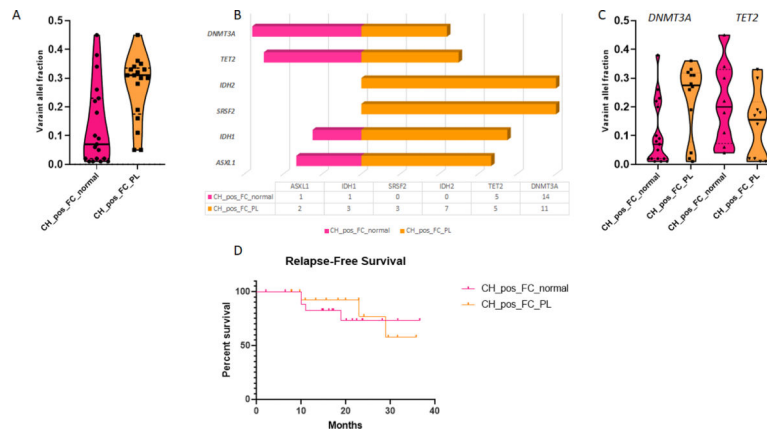 A
Varaint allel fraction
0.5
0.4
0.3
0.2
0.1
0.0
CH_pos_FC_normal
CH_pos_FC_PL
B
DNMT3A
TET2
IDH2
SRSF2
IDH1
ASXL1
ASXL1 IDH1 SRSF2 IDH2 TET2 DNMT3A
CH_pos_FC_normal 1 1 0 0 5 14
CH_pos_FC_PL 2 3 3 7 5 11
CH_pos_FC_normal CH_pos_FC_PL
C
DNMT3A TET2
Varaint allel fraction
0.5
0.4
0.3
0.2
0.1
0.0
CH_pos_FC_normal
CH_pos_FC_PL
CH_pos_FC_normal
CH_pos_FC_PL
D
Relapse-Free Survival
Percent survival
100
50
0
0 10 20 30 40
Months
CH_pos_FC_normal
CH_pos_FC_PL